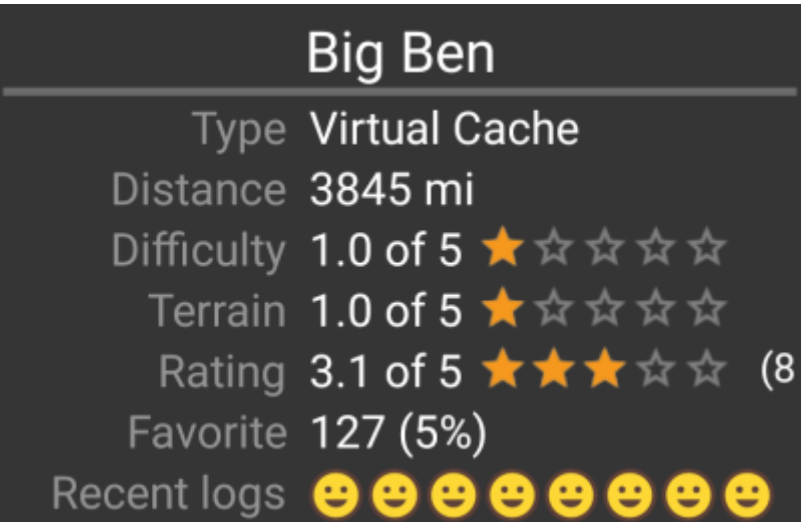 Big Ben
Type Virtual Cache
Distance 3845 mi
Difficulty 1.0 of 5
Terrain 1.0 of 5
Rating 3.1 of 5 (8
Favorite 127 (5%)
Recent logs